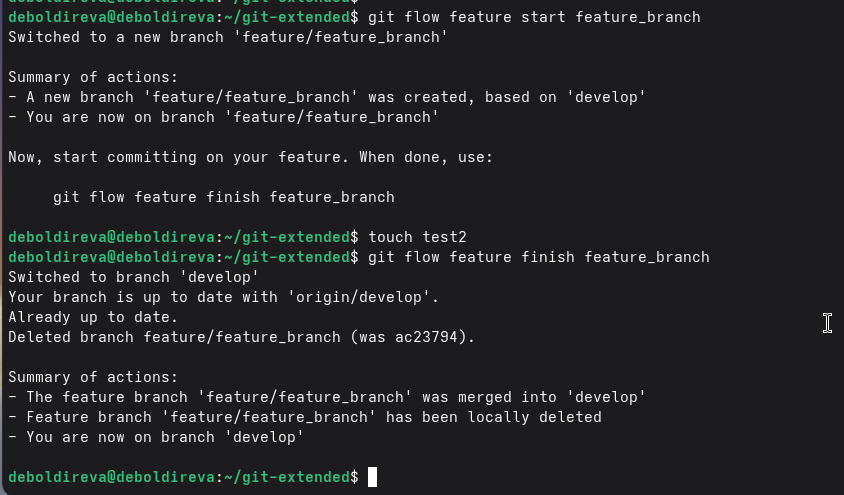 deboldireva@deboldireva:~/git-extended$
deboldireva@deboldireva:~/git-extended$ git flow feature start feature_branch
Switched to a new branch 'feature/feature_branch'
Summary of actions:
- A new branch 'feature/feature_branch' was created, based on 'develop'
- You are now on branch 'feature/feature_branch'
Now, start committing on your feature. When done, use:
git flow feature finish feature_branch
deboldireva@deboldireva:~/git-extended$ touch test2
deboldireva@deboldireva:~/git-extended$ git flow feature finish feature_branch
Switched to branch 'develop'
Your branch is up to date with 'origin/develop'.
Already up to date.
Deleted branch feature/feature_branch (was ac23794).
Summary of actions:
- The feature branch 'feature/feature_branch' was merged into 'develop'
- Feature branch 'feature/feature_branch' has been locally deleted
- You are now on branch 'develop'
deboldireva@deboldireva:~/git-extended$